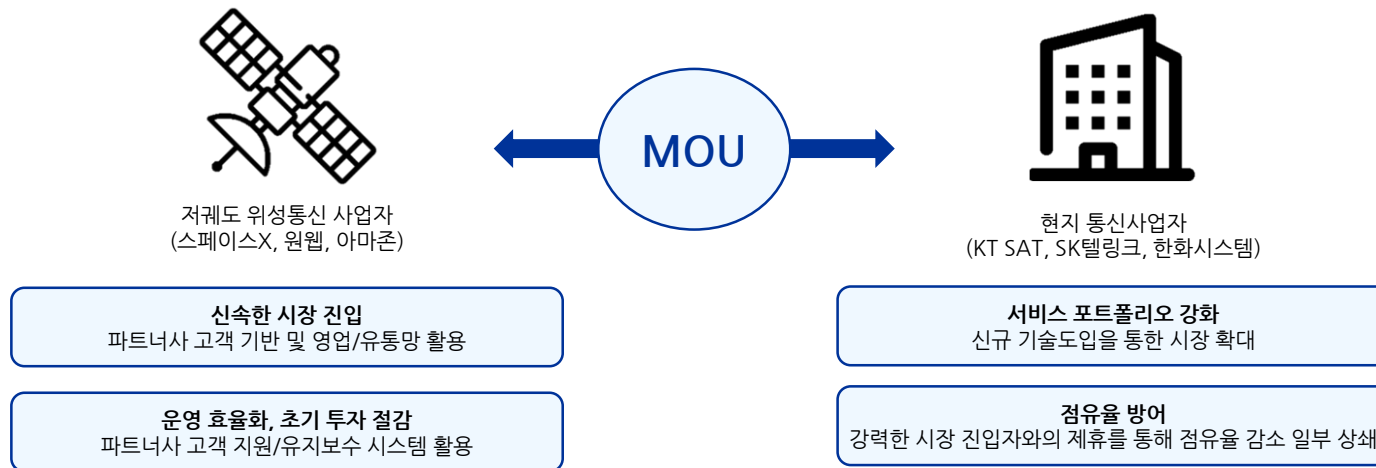 MOU
저궤도 위성통신 사업자
(스페이스X, 원웹, 아마존)
현지 통신사업자
(KT SAT, SK텔링크, 한화시스템)
신속한 시장 진입
파트너사 고객 기반 및 영업/유통망 활용
운영 효율화, 초기 투자 절감
파트너사 고객 지원/유지보수 시스템 활용
서비스 포트폴리오 강화
신규 기술도입을 통한 시장 확대
점유율 방어
강력한 시장 진입자와의 제휴를 통해 점유율 감소 일부 상쇄